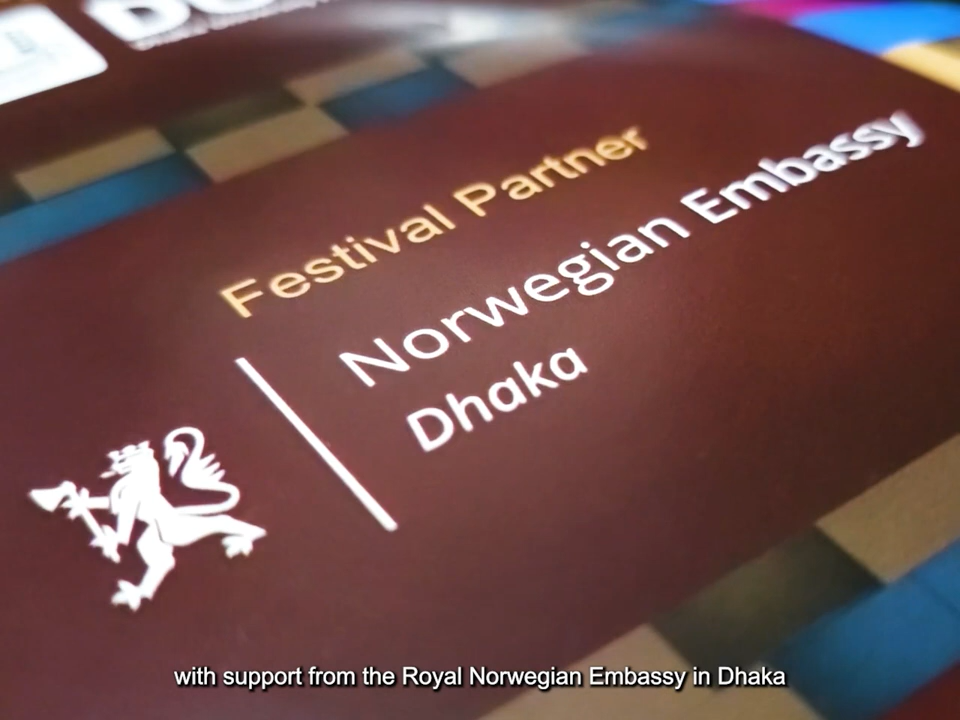 Festival Partner
Norwegian Embassy
Dhaka
with support from the Royal Norwegian Embassy in Dhaka